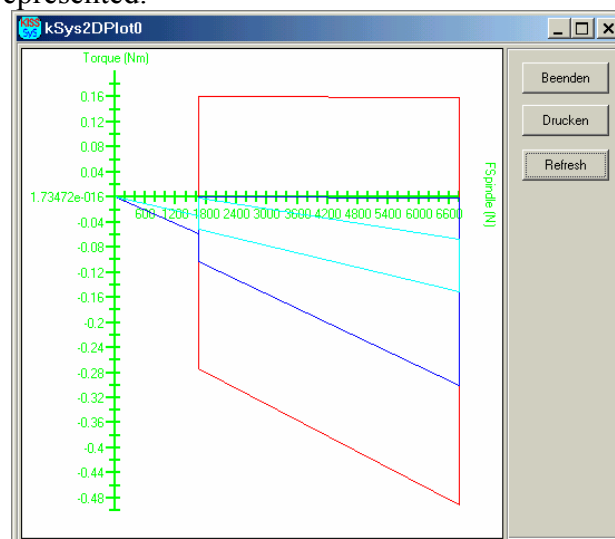 represented.
KISS SyS kSys2DPlot0
Torque (Nm)
0.16
0.12
0.08
0.04
1.73472e-016
-0.04
-0.08
-0.12
-0.16
-0.2
-0.24
-0.28
-0.32
-0.36
-0.4
-0.44
-0.48
600 1200 1800 2400 3000 3600 4200 4800 5400 6000 6600
FSpindle (N)
Beenden
Drucken
Refresh